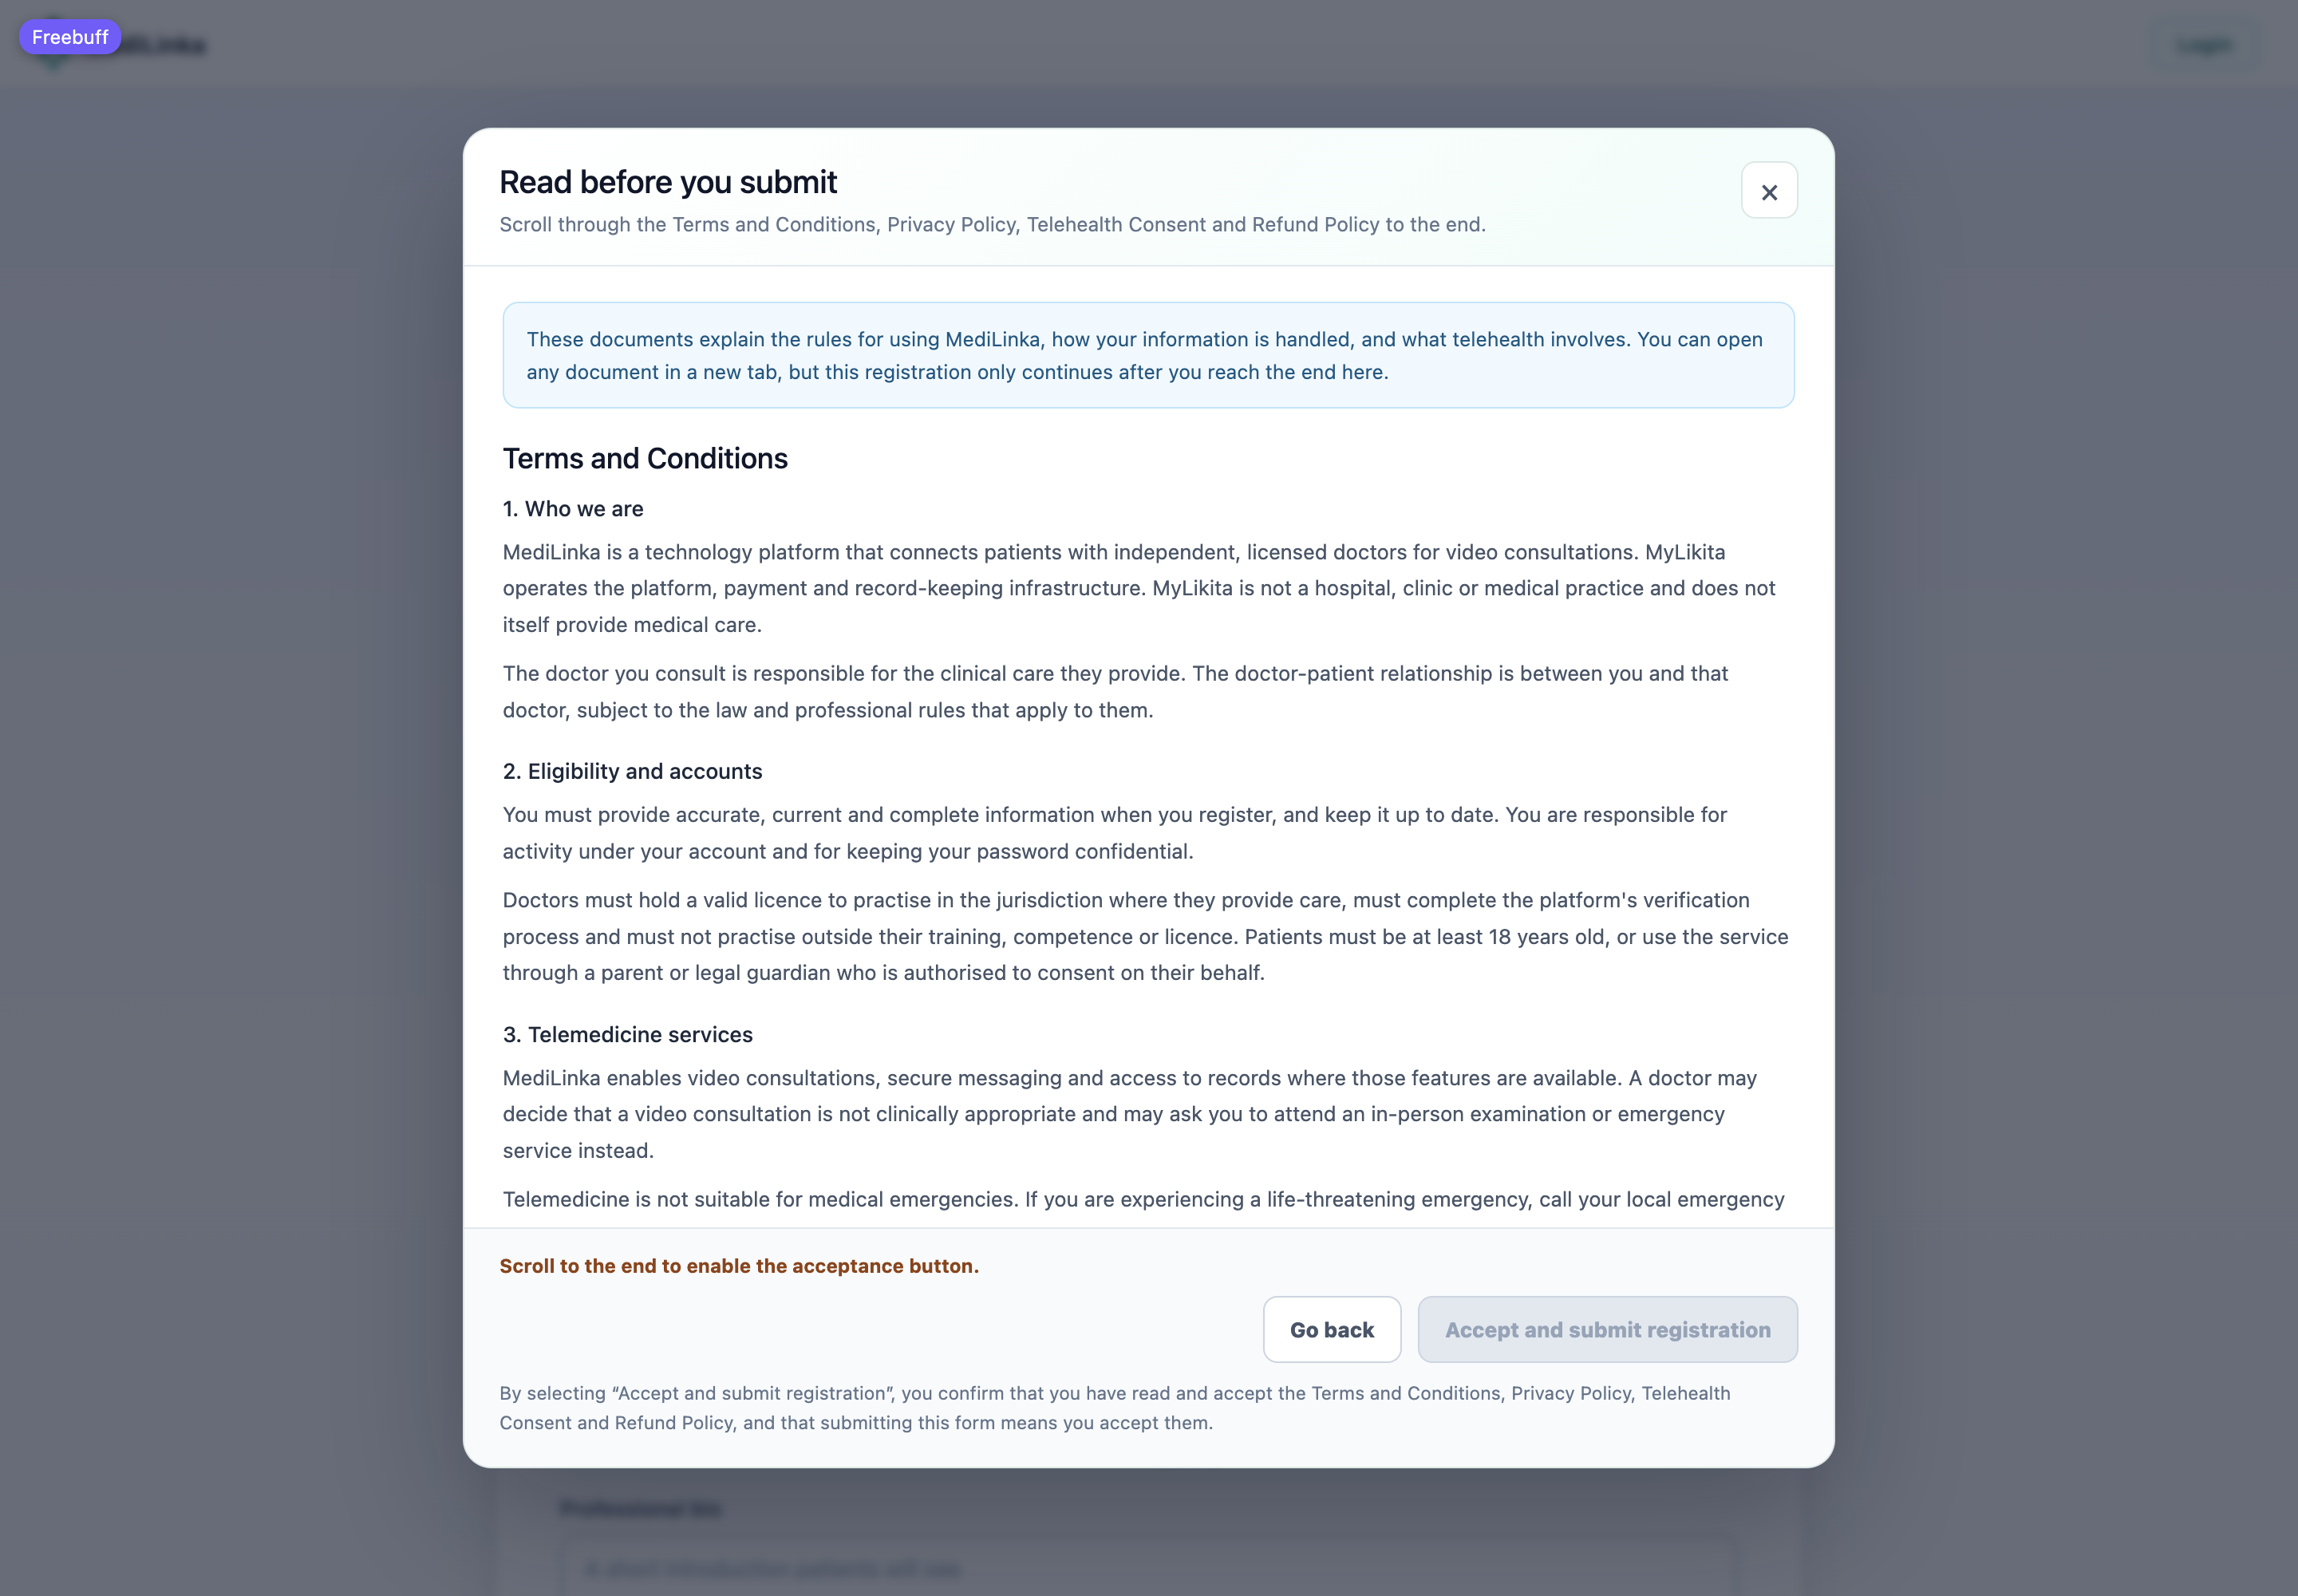 Freebuff
Login
Read before you submit
Scroll through the Terms and Conditions, Privacy Policy, Telehealth Consent and Refund Policy to the end.
These documents explain the rules for using MediLinka, how your information is handled, and what telehealth involves. You can open
any document in a new tab, but this registration only continues after you reach the end here.
Terms and Conditions
1. Who we are
MediLinka is a technology platform that connects patients with independent, licensed doctors for video consultations. MyLikita
operates the platform, payment and record-keeping infrastructure. MyLikita is not a hospital, clinic or medical practice and does not
itself provide medical care.
The doctor you consult is responsible for the clinical care they provide. The doctor-patient relationship is between you and that
doctor, subject to the law and professional rules that apply to them.
2. Eligibility and accounts
You must provide accurate, current and complete information when you register, and keep it up to date. You are responsible for
activity under your account and for keeping your password confidential.
Doctors must hold a valid licence to practise in the jurisdiction where they provide care, must complete the platform's verification
process and must not practise outside their training, competence or licence. Patients must be at least 18 years old, or use the service
through a parent or legal guardian who is authorised to consent on their behalf.
3. Telemedicine services
MediLinka enables video consultations, secure messaging and access to records where those features are available. A doctor may
decide that a video consultation is not clinically appropriate and may ask you to attend an in-person examination or emergency
service instead.
Telemedicine is not suitable for medical emergencies. If you are experiencing a life-threatening emergency, call your local emergency
Scroll to the end to enable the acceptance button.
Go back
Accept and submit registration
By selecting “Accept and submit registration”, you confirm that you have read and accept the Terms and Conditions, Privacy Policy, Telehealth
Consent and Refund Policy, and that submitting this form means you accept them.
Professional bio
A short introduction patients will see